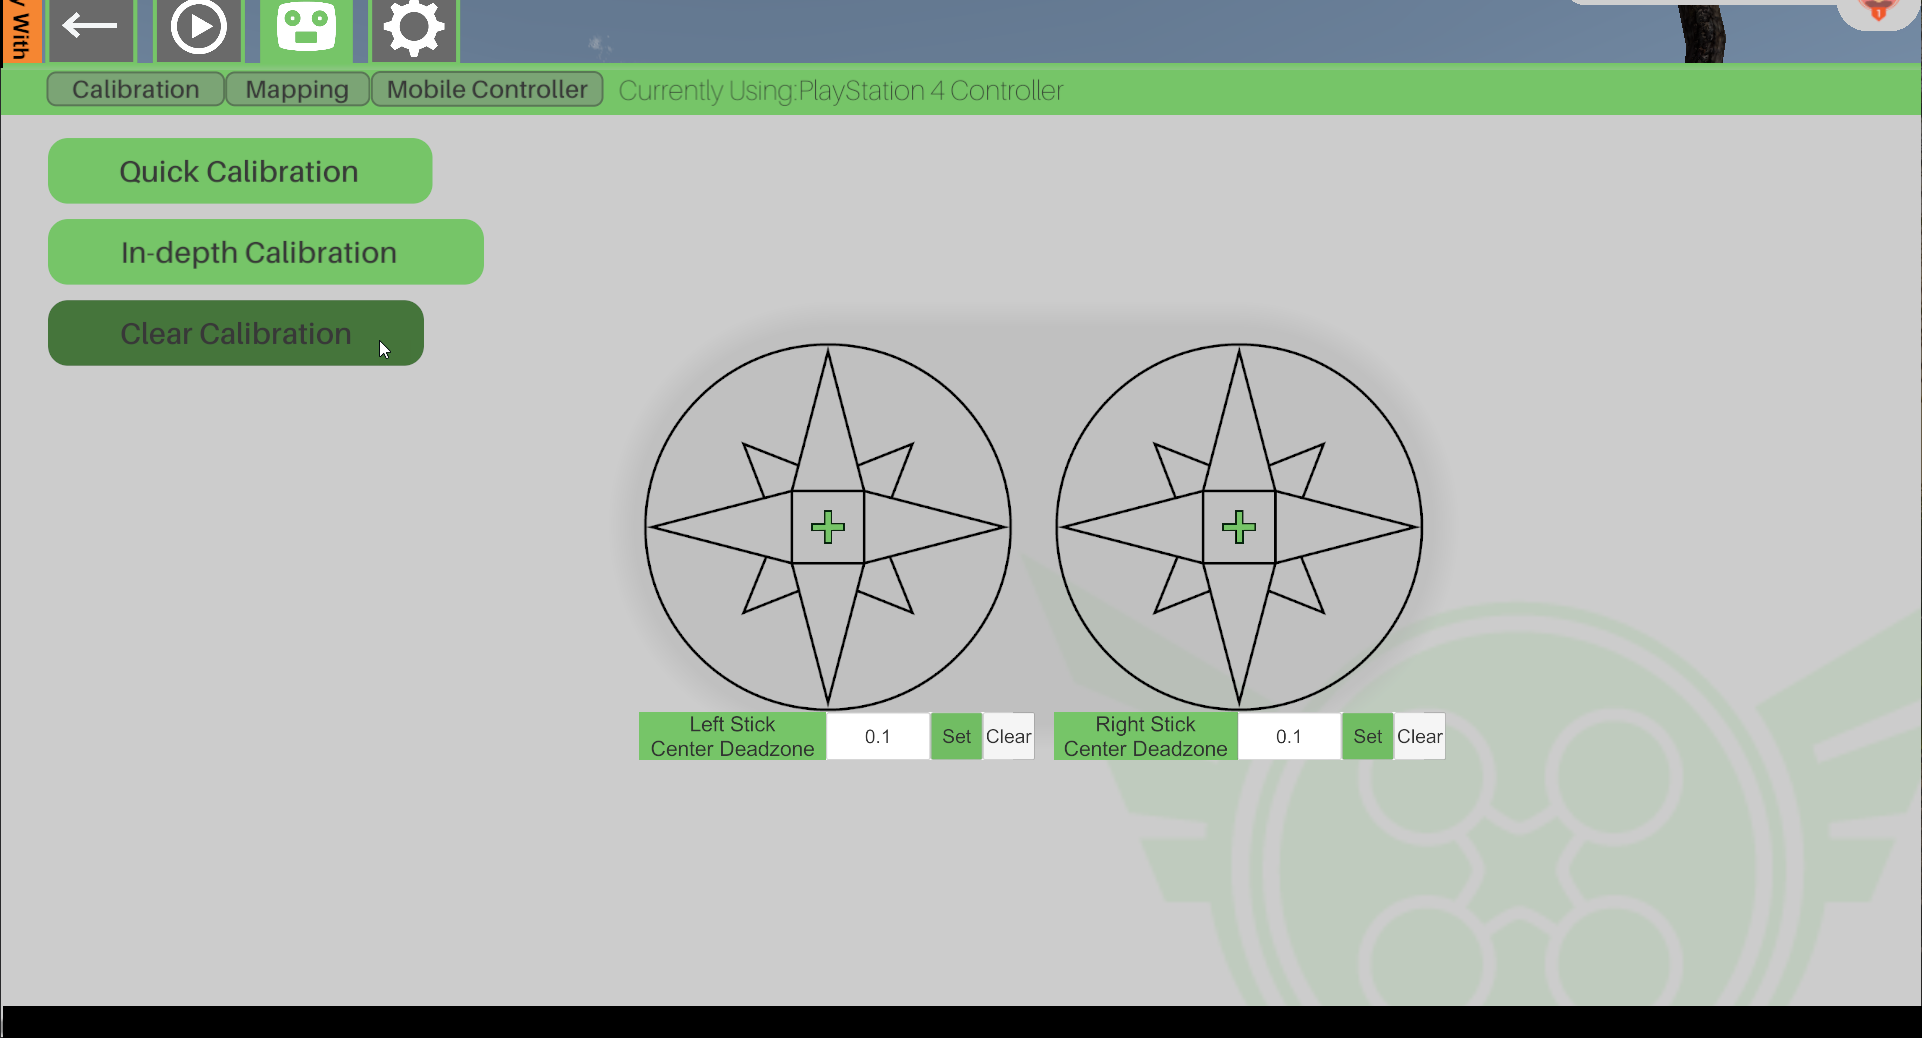 With
Calibration
Mapping
Mobile Controller
Currently Using:PlayStation 4 Controller
Quick Calibration
In-depth Calibration
Clear Calibration
Left Stick
Center Deadzone
0.1
Set
Clear
Right Stick
Center Deadzone
0.1
Set
Clear
1